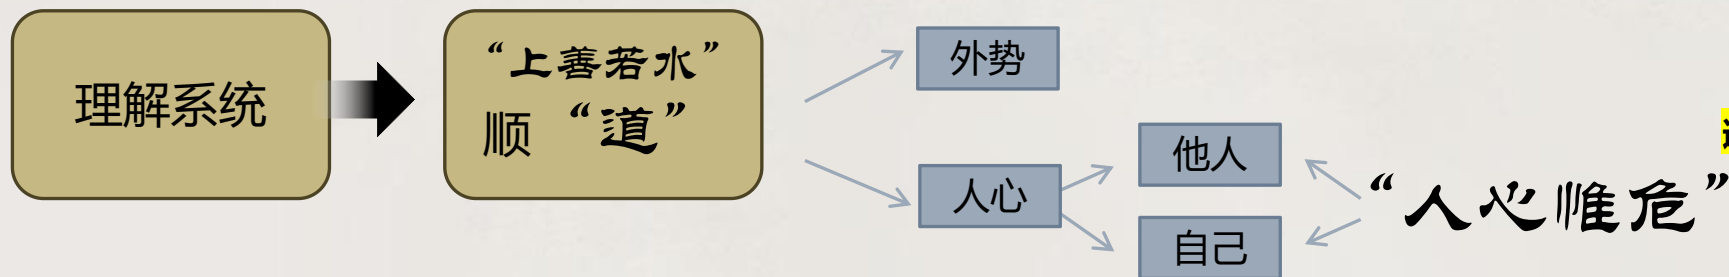 理解系统
“上善若水”
顺“道”
外势
人心
他人
自己
“人心惟危”